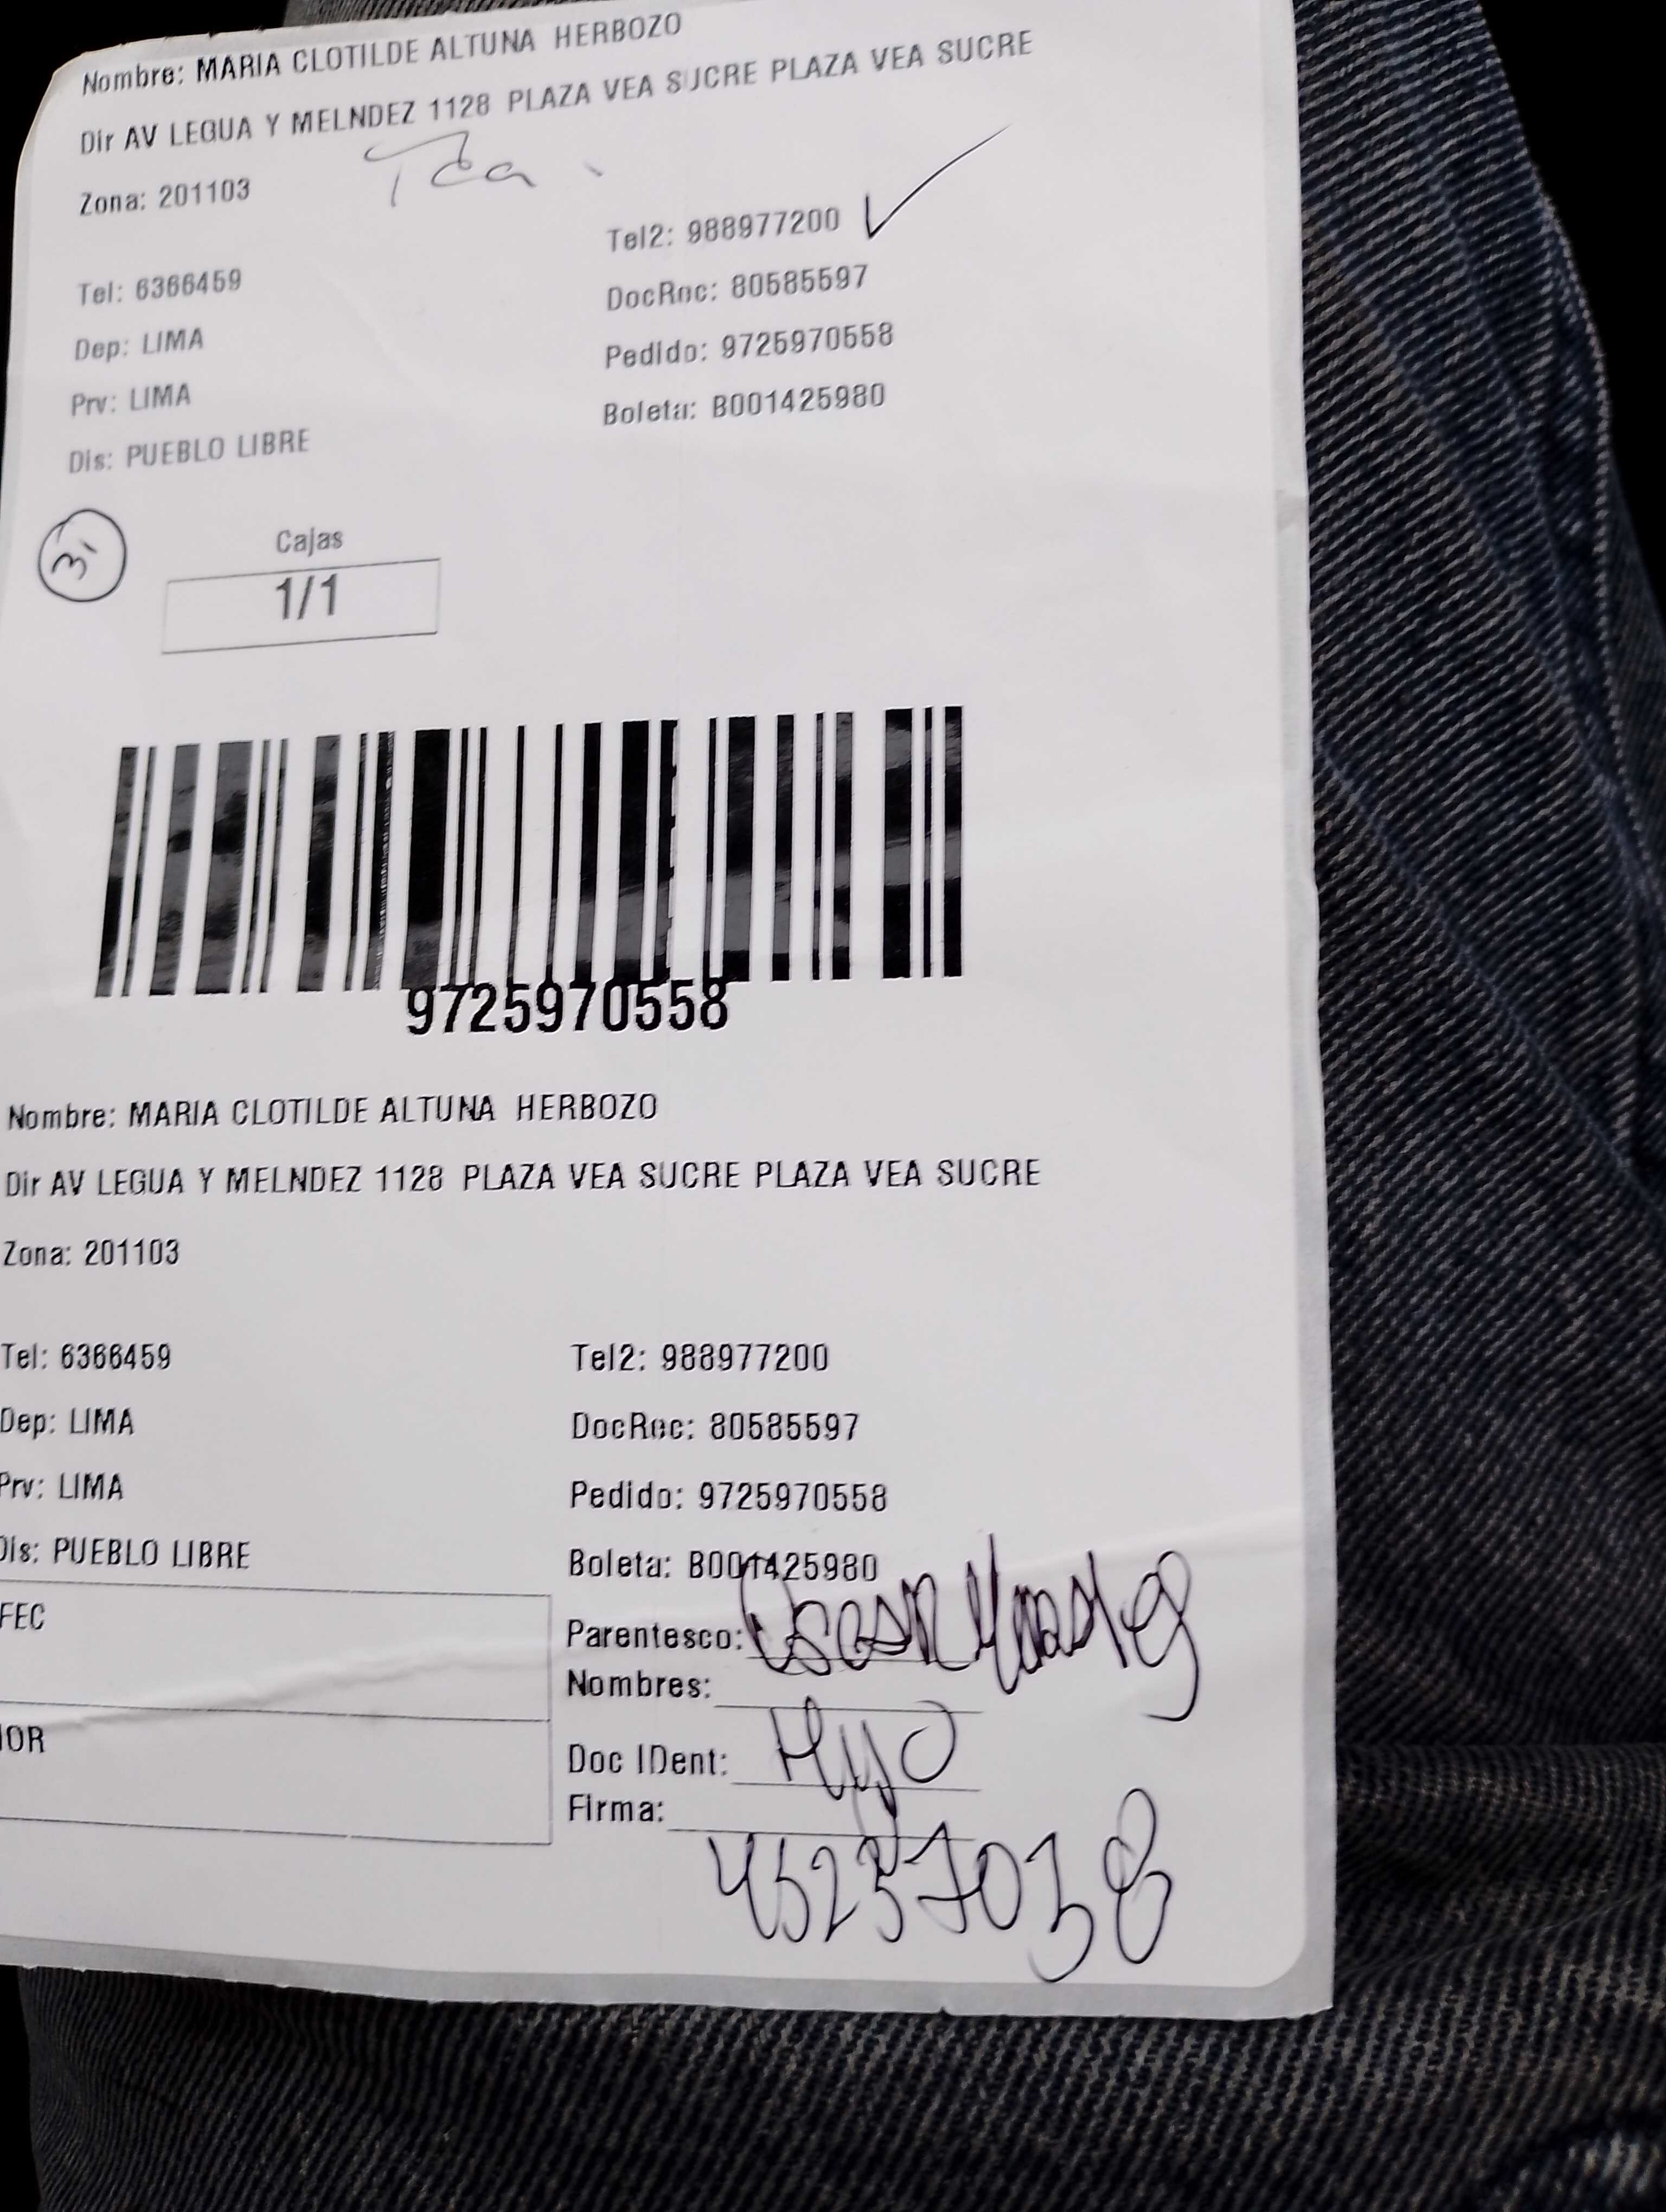 Nombre: MARIA CLOTILDE ALTUNA HERBOZO
Dir AV LEGUA Y MELNDEZ 1128 PLAZA VEA SUCRE PLAZA VEA SUCRE
Zona: 201103
Tel2: 988977200
Tel: 6366459
DocRec: 80585597
Dep: LIMA
Pedido: 9725970558
Prv: LIMA
Boleta: B001425980
Dis: PUEBLO LIBRE
31
Cajas
1/1
9725970558
Nombre: MARIA CLOTILDE ALTUNA HERBOZO
Dir AV LEGUA Y MELNDEZ 1128 PLAZA VEA SUCRE PLAZA VEA SUCRE
Zona: 201103
Tel: 6366459
Tel2: 988977200
Dep: LIMA
DocRec: 80585597
Prv: LIMA
Pedido: 9725970558
Dis: PUEBLO LIBRE
Boleta: B001425980
FEC
Parentesco:
Nombres:
IOR
Doc IDent: Hijo
Firma:
45257038